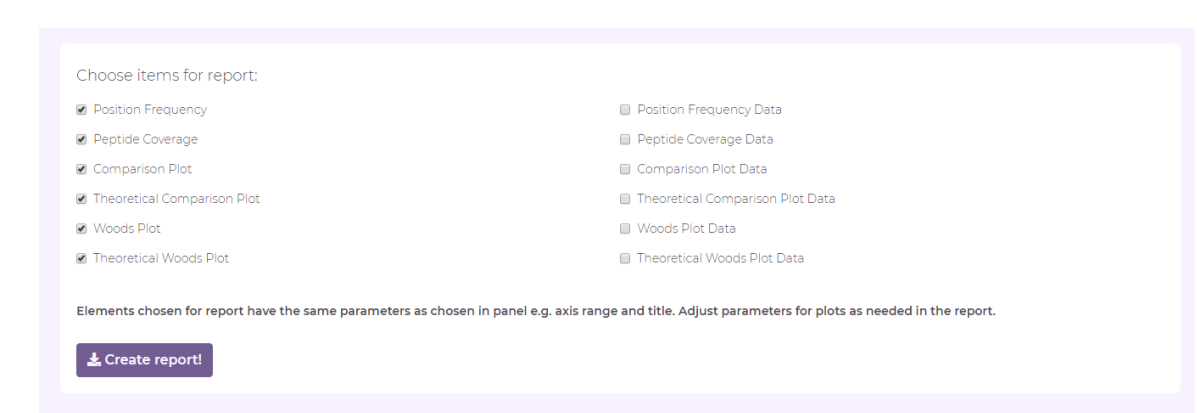 Choose items for report:
Position Frequency
Position Frequency Data
Peptide Coverage
Peptide Coverage Data
Comparison Plot
Comparison Plot Data
Theoretical Comparison Plot
Theoretical Comparison Plot Data
Woods Plot
Woods Plot Data
Theoretical Woods Plot
Theoretical Woods Plot Data
Elements chosen for report have the same parameters as chosen in panel e.g. axis range and title. Adjust parameters for plots as needed in the report.
Create report!